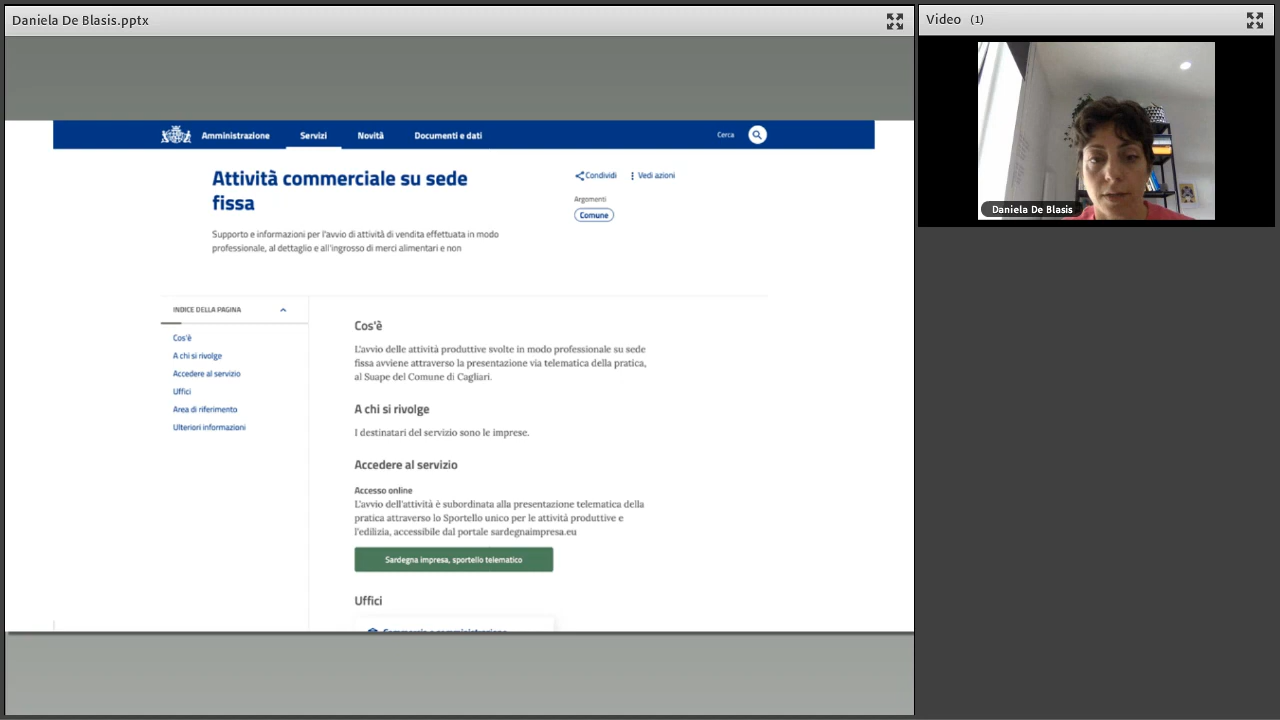 Daniela De Blasis.pptx
Video (1)
Amministrazione Servizi Novità Documenti e dati Cerca
Attività commerciale su sede
fissa
Condividi Vedi azioni
Argomenti
Comune
Supporto e informazioni per l'avvio di attività di vendita effettuata in modo
professionale, al dettaglio e all'ingrosso di merci alimentari e non
INDICE DELLA PAGINA
Cos'è
A chi si rivolge
Accedere al servizio
Uffici
Area di riferimento
Ulteriori informazioni
Cos'è
L'avvio delle attività produttive svolte in modo professionale su sede
fissa avviene attraverso la presentazione via telematica della pratica,
al Suape del Comune di Cagliari.
A chi si rivolge
I destinatari del servizio sono le imprese.
Accedere al servizio
Accesso online
L'avvio dell'attività è subordinata alla presentazione telematica della
pratica attraverso lo Sportello unico per le attività produttive e
l'edilizia, accessibile dal portale sardegnaimpresa.eu
Sardegna impresa, sportello telematico
Uffici
Daniela De Blasis